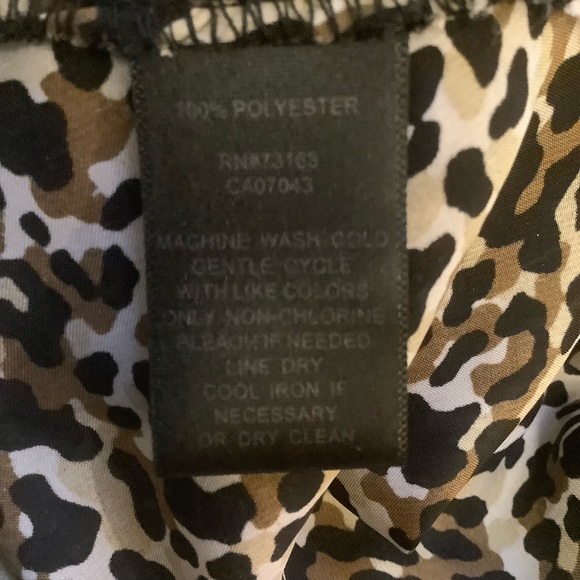 100% POLYESTER
RN#73163
CA07043
MACHINE WASH COLD
GENTLE CYCLE
WITH LIKE COLORS
ONLY NON-CHLORINE
BLEACH IF NEEDED
LINE DRY
COOL IRON IF
NECESSARY
OR DRY CLEAN